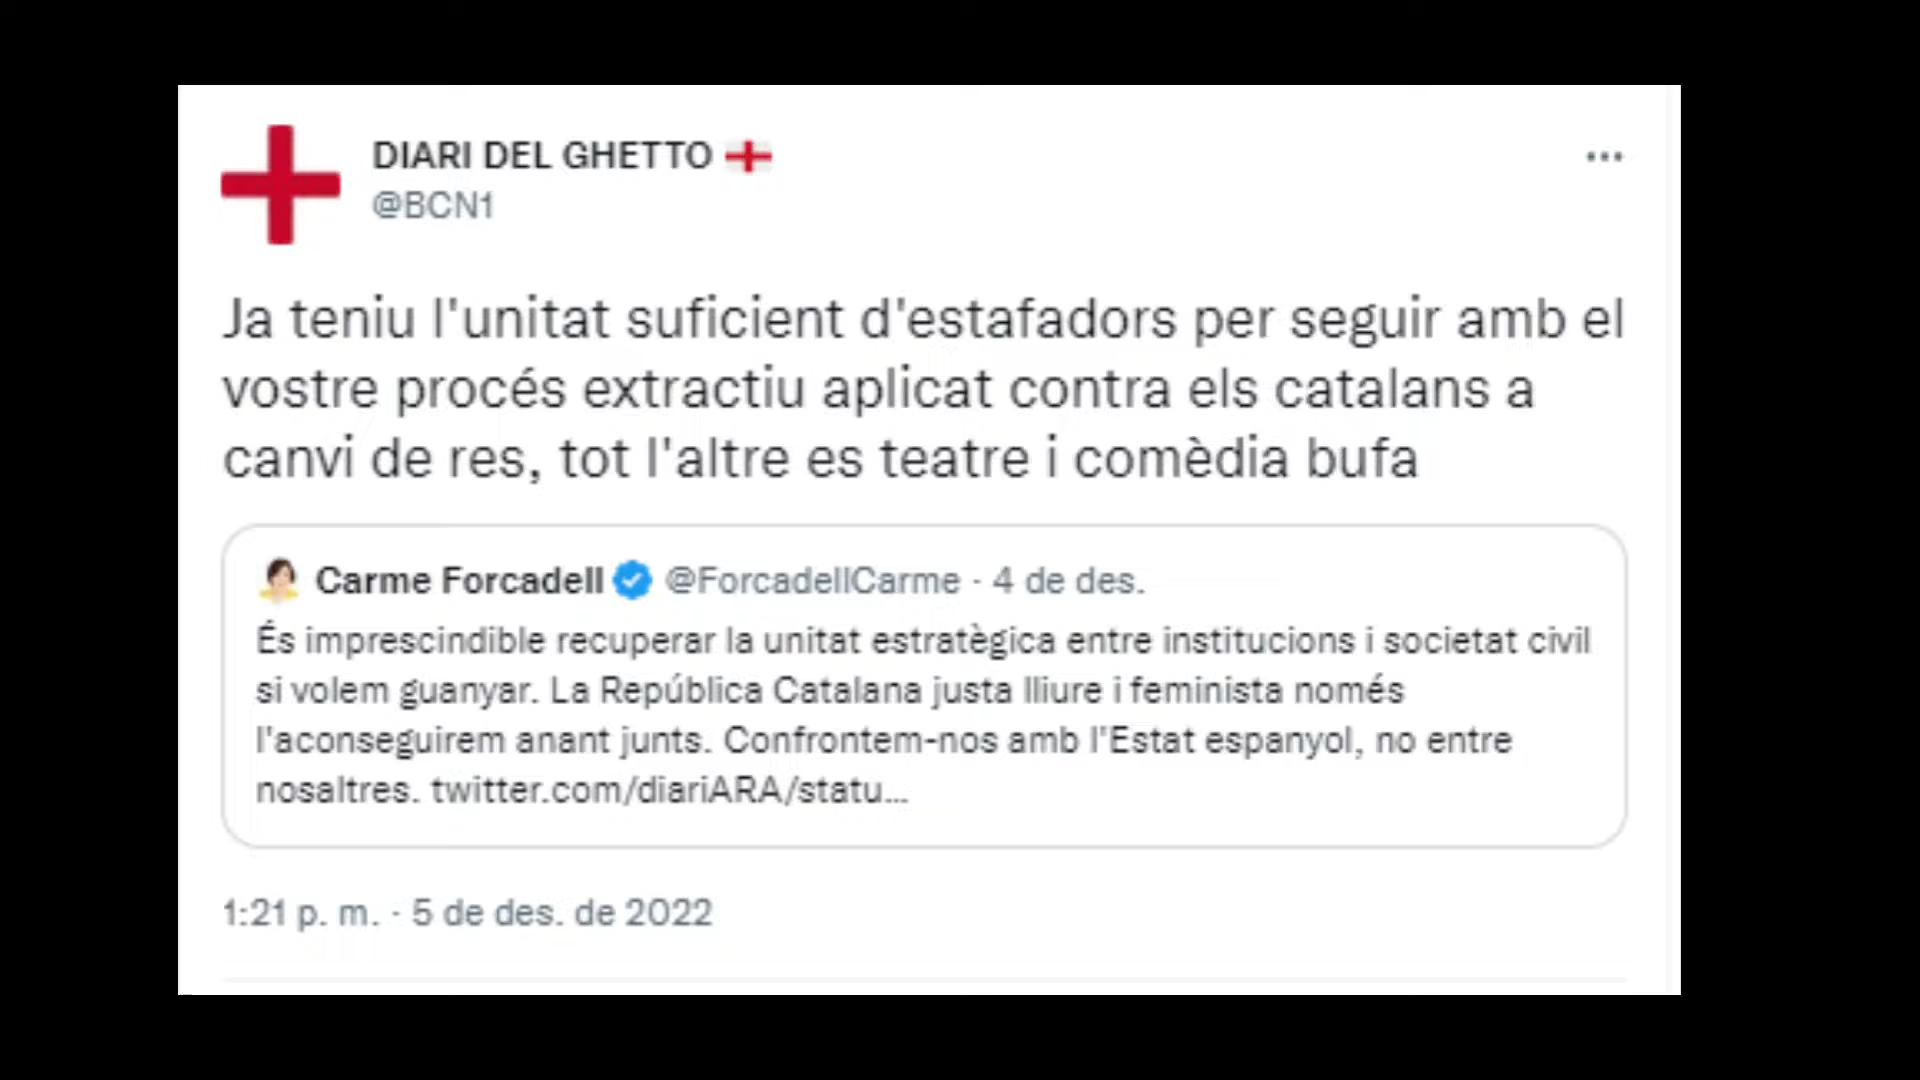 DIARI DEL GHETTO
@BCN1
Ja teniu l'unitat suficient d'estafadors per seguir amb el
vostre procés extractiu aplicat contra els catalans a
canvi de res, tot l'altre es teatre i comèdia bufa
Carme Forcadell @ForcadellCarme · 4 de des.
És imprescindible recuperar la unitat estratègica entre institucions i societat civil
si volem guanyar. La República Catalana justa lliure i feminista només
l'aconseguirem anant junts. Confrontem-nos amb l'Estat espanyol, no entre
nosaltres. twitter.com/diariARA/statu...
1:21 p. m. · 5 de des. de 2022